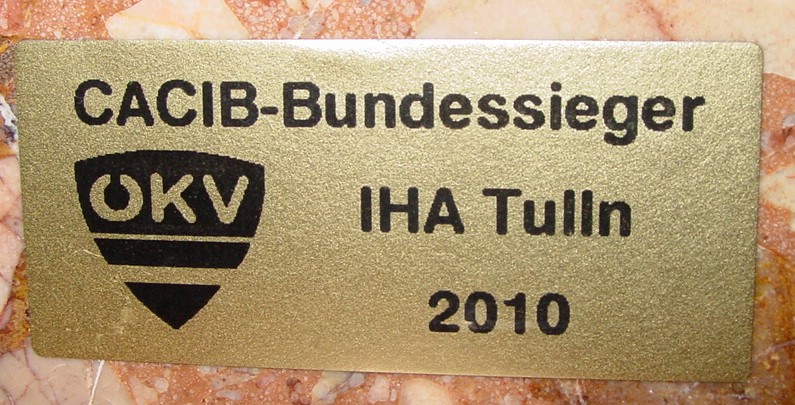 CACIB-Bundessieger
ÖKV
IHA Tulln
2010